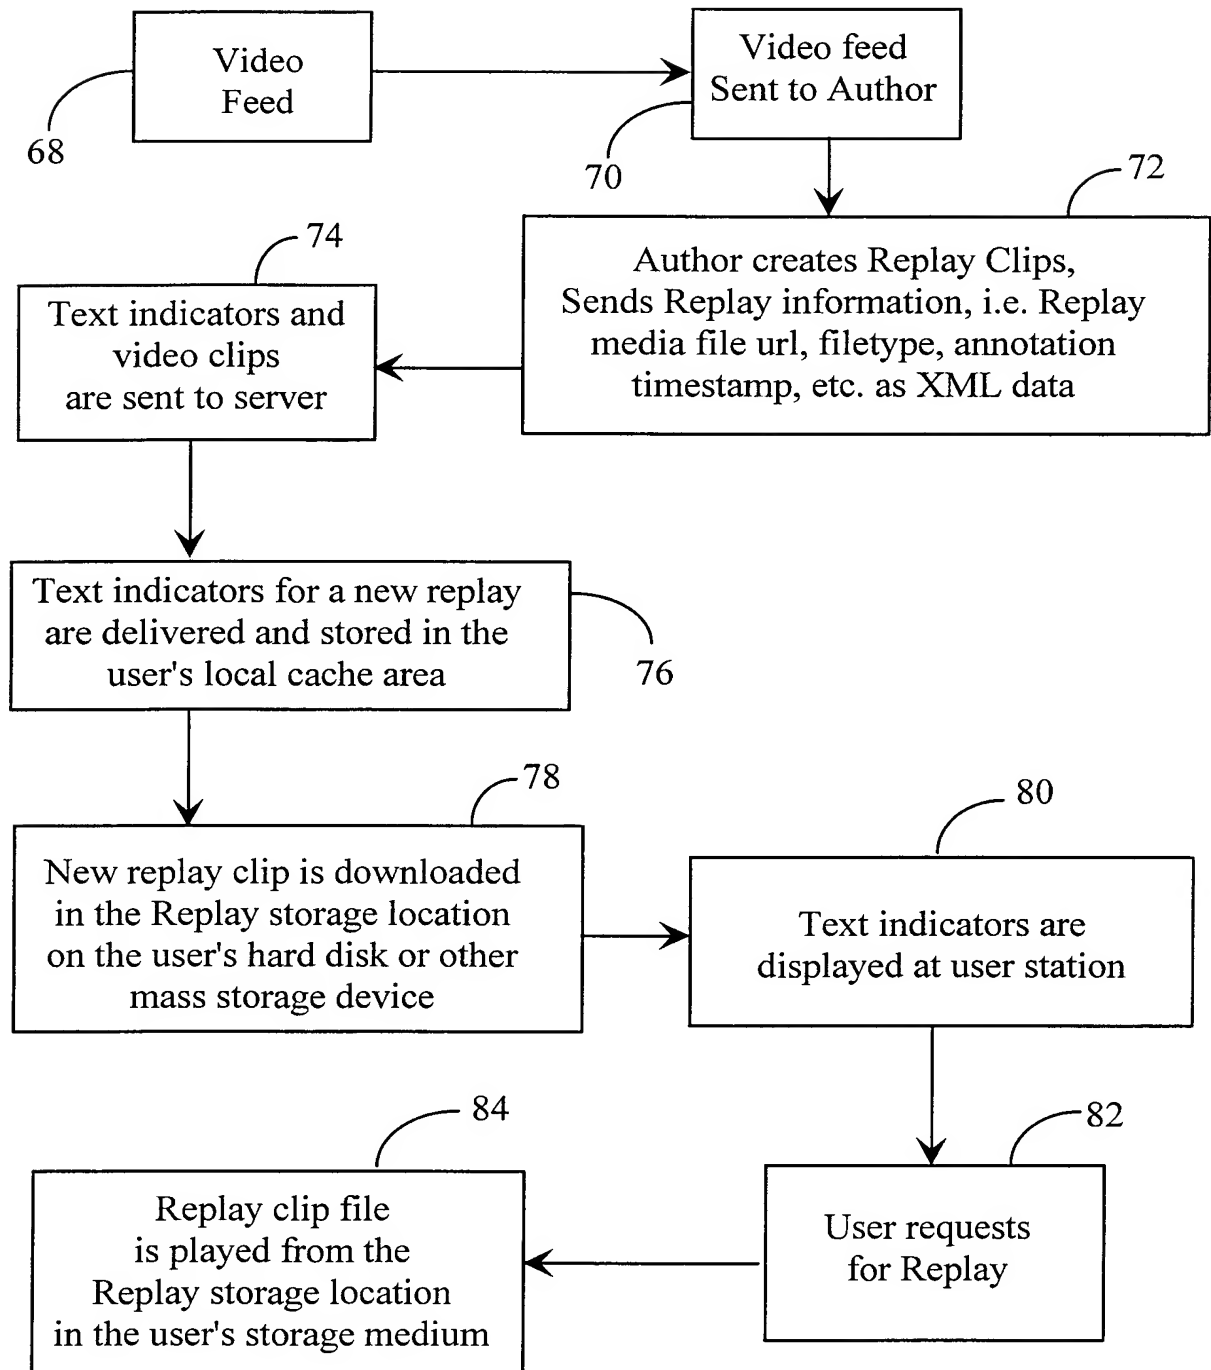 Video
Feed
68
Video feed
Sent to Author
70
72
Author creates Replay Clips,
Sends Replay information, i.e. Replay
media file url, filetype, annotation
timestamp, etc. as XML data
74
Text indicators and
video clips
are sent to server
Text indicators for a new replay
are delivered and stored in the
user's local cache area
76
78
New replay clip is downloaded
in the Replay storage location
on the user's hard disk or other
mass storage device
80
Text indicators are
displayed at user station
82
User requests
for Replay
84
Replay clip file
is played from the
Replay storage location
in the user's storage medium